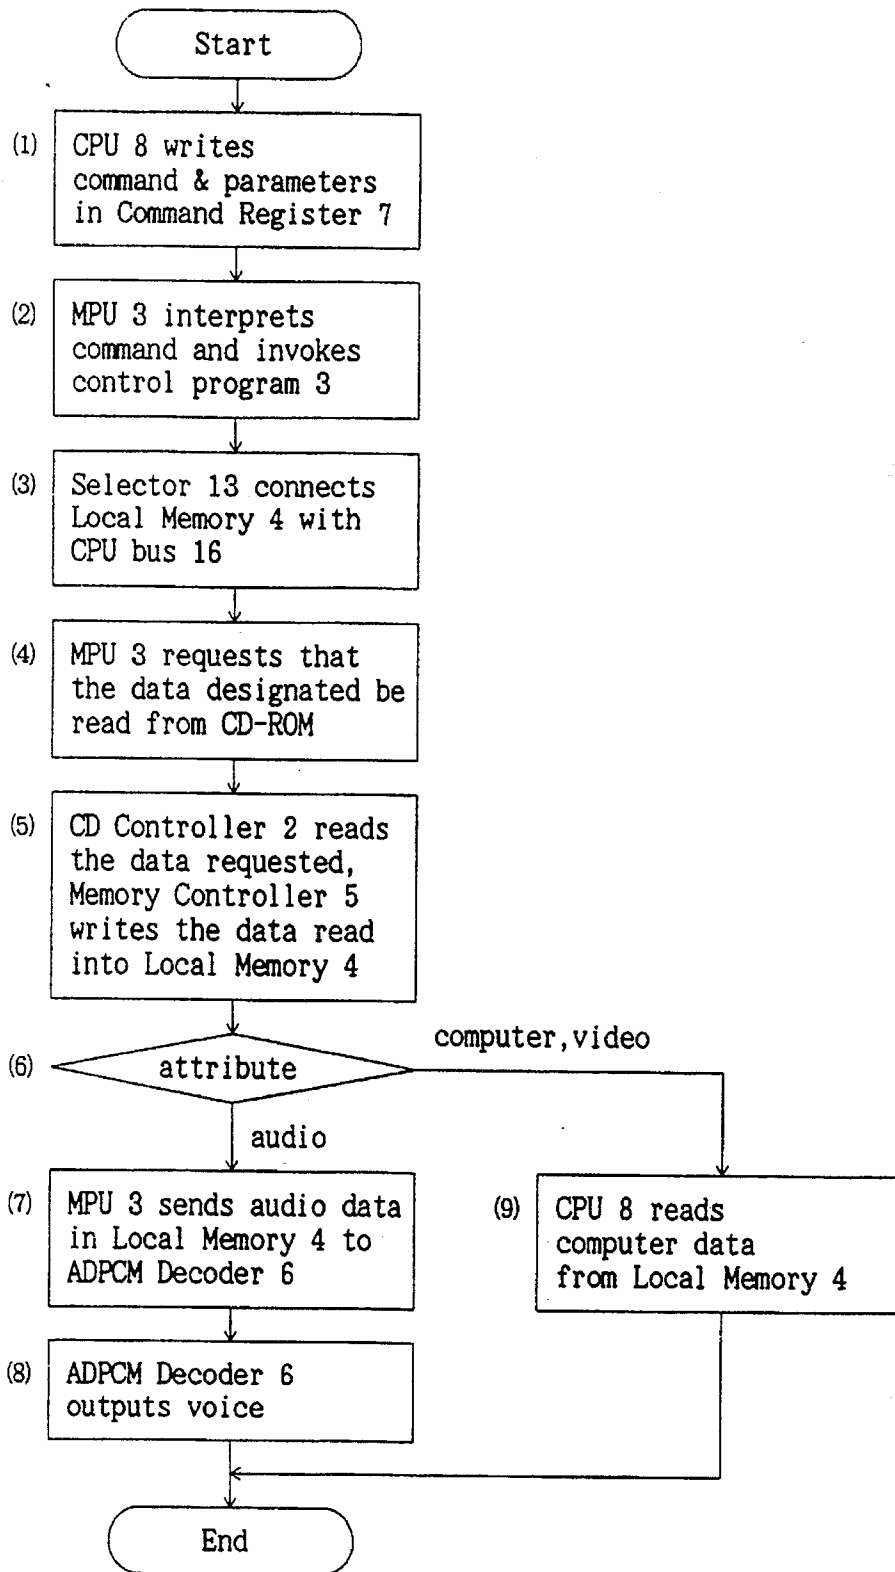 Start
(1) CPU 8 writes
command & parameters
in Command Register 7
(2) MPU 3 interprets
command and invokes
control program 3
(3) Selector 13 connects
Local Memory 4 with
CPU bus 16
(4) MPU 3 requests that
the data designated be
read from CD-ROM
(5) CD Controller 2 reads
the data requested,
Memory Controller 5
writes the data read
into Local Memory 4
computer,video
(6) attribute
audio
(7) MPU 3 sends audio data
in Local Memory 4 to
ADPCM Decoder 6
(9) CPU 8 reads
computer data
from Local Memory 4
(8) ADPCM Decoder 6
outputs voice
End